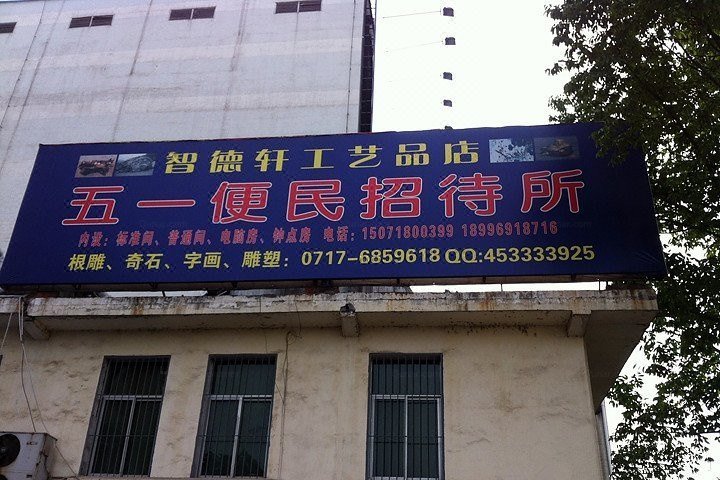 智德轩工艺品店
五一便民招待所
内设：标准间、普通间、电脑房、钟点房 电话：15071800399 18996918716
根雕、奇石、字画、雕塑：0717-6859618 QQ:453333925